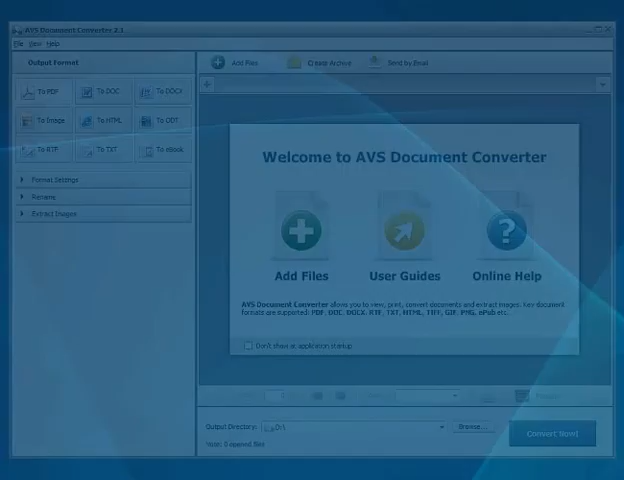 AVS Document Converter 2.1
File View Help
Output Format
Add Files Create Archive Send by Email
To PDF To DOC To DOCX
To Image To HTML To ODT
To RTF To TXT To eBook
Format Settings
Rename
Extract Images
Welcome to AVS Document Converter
Add Files User Guides Online Help
AVS Document Converter allows you to view, print, convert documents and extract images. Key document
formats are supported: PDF, DOC, DOCX, RTF, TXT, HTML, TIFF, GIF, PNG, ePub etc.
Don't show at application startup
Output Directory: D:\ Browse... Convert Now!
0 opened file